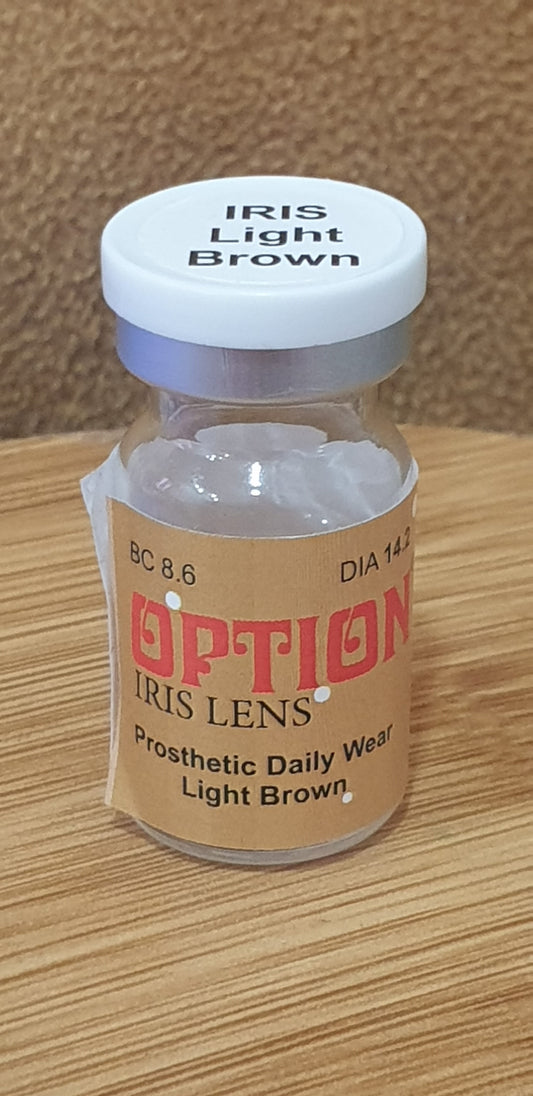 IRIS
Light
Brown
BC 8.6 DIA 14.2
OPTION
IRIS LENS
Prosthetic Daily Wear
Light Brown